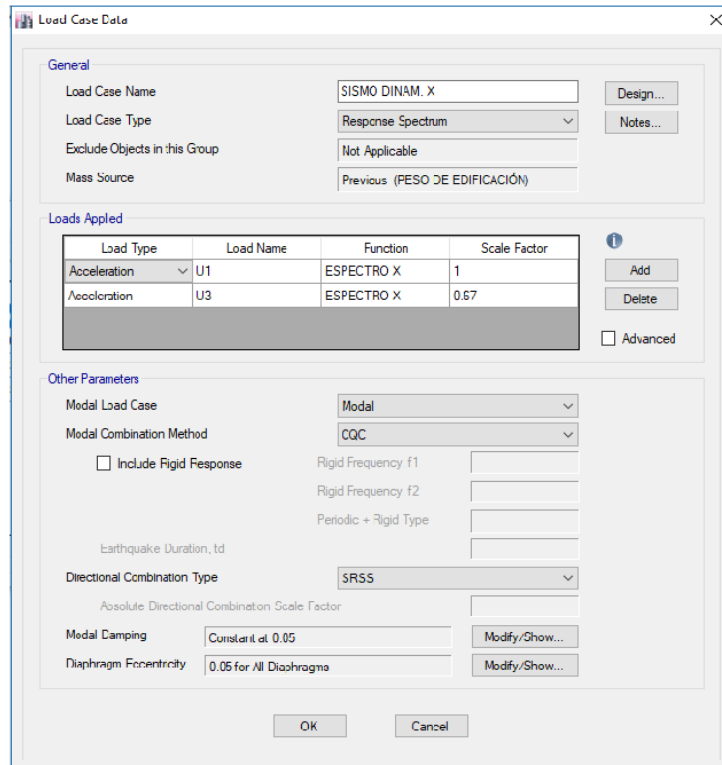 Load Case Data
General
Load Case Name SISMO DINAM. X Design...
Load Case Type Response Spectrum Notes...
Exclude Objects in this Group Not Applicable
Mass Source Previous (PESO DE EDIFICACIÓN)
Loads Applied
Load Type Load Name Function Scale Factor
Acceleration U1 ESPECTRO X 1 Add
Acceleration U3 ESPECTRO X 0.67 Delete
Advanced
Other Parameters
Modal Load Case Modal
Modal Combination Method CQC
Include Rigid Response Rigid Frequency f1
Rigid Frequency f2
Periodic + Rigid Type
Earthquake Duration, td
Directional Combination Type SRSS
Absolute Directional Combination Scale Factor
Modal Damping Constant at 0.05 Modify/Show...
Diaphragm Eccentricity 0.05 for All Diaphragms Modify/Show...
OK Cancel